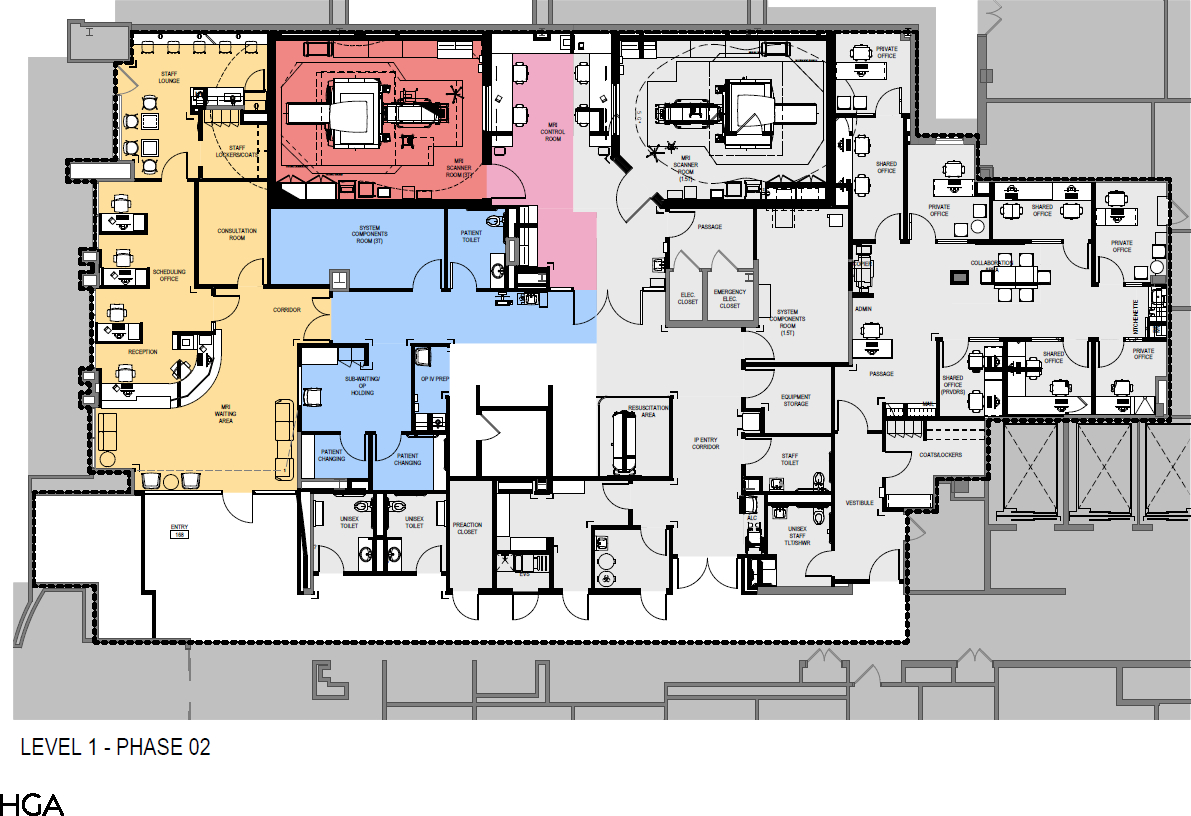 STAFF
LOUNGE
STAFF
LOCKERS/COATS
MRI
SCANNER
ROOM (3T)
MRI
CONTROL
ROOM
MRI
SCANNER
ROOM
(1.5T)
PRIVATE
OFFICE
SHARED
OFFICE
PRIVATE
OFFICE
SHARED
OFFICE
PRIVATE
OFFICE
CONSULTATION
ROOM
SYSTEM
COMPONENTS
ROOM (3T)
PATIENT
TOILET
PASSAGE
SCHEDULING
OFFICE
ELEC.
CLOSET
EMERGENCY
ELEC.
CLOSET
COLLABORATION
AREA
CORRIDOR
SYSTEM
COMPONENTS
ROOM
(1.5T)
ADMIN
KITCHENETTE
RECEPTION
SUB-WAITING/
OP
HOLDING
OP IV PREP
PASSAGE
SHARED
OFFICE
(PRVDRS)
SHARED
OFFICE
PRIVATE
OFFICE
MRI
WAITING
AREA
RESUSCITATION
AREA
EQUIPMENT
STORAGE
MAIL
IP ENTRY
CORRIDOR
PATIENT
CHANGING
PATIENT
CHANGING
STAFF
TOILET
COATS/LOCKERS
VESTIBULE
ENTRY
168
UNISEX
TOILET
UNISEX
TOILET
PREACTION
CLOSET
ALC
UNISEX
STAFF
TLT/SHWR
EVS
LEVEL 1 - PHASE 02
HGA